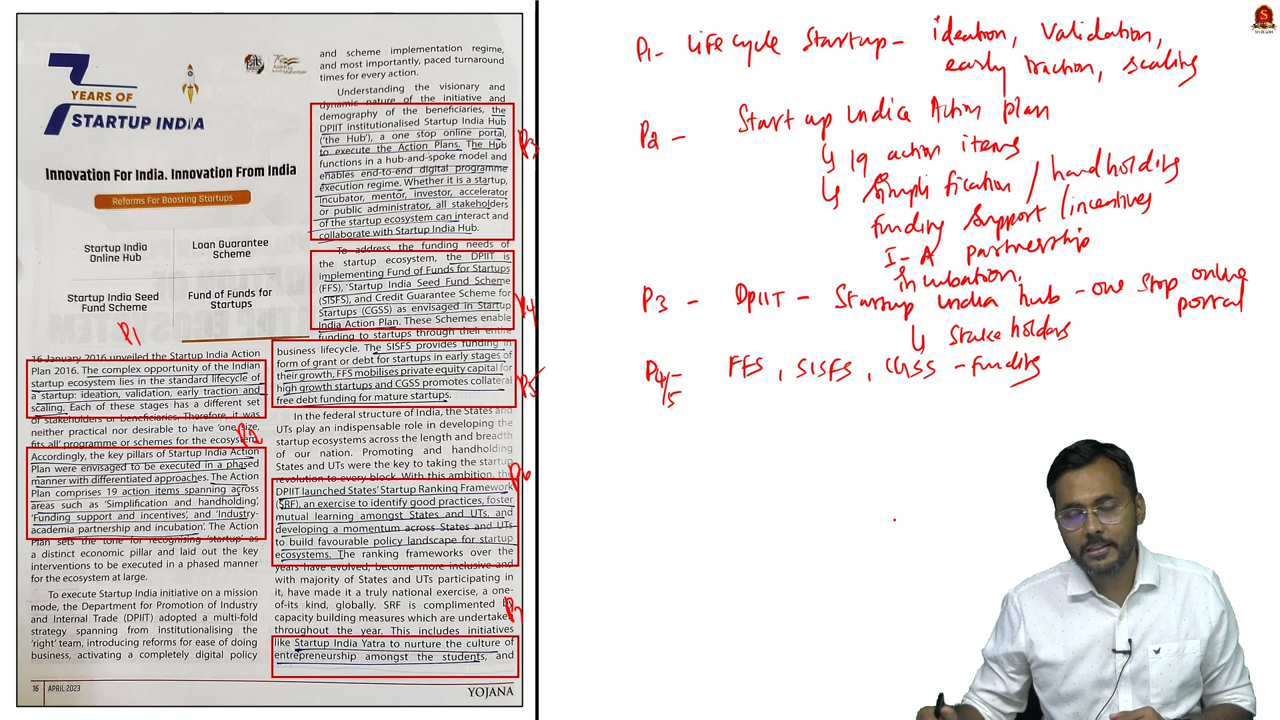 7
YEARS OF
STARTUP INDIA
Innovation For India. Innovation From India
Reforms For Boosting Startups
Startup India
Online Hub
Loan Guarantee
Scheme
Startup India Seed
Fund Scheme
Fund of Funds for
Startups
P1
16 January 2016 unveiled the Startup India Action
Plan 2016. The complex opportunity of the Indian
startup ecosystem lies in the standard lifecycle of
a startup: ideation, validation, early traction and
scaling. Each of these stages has a different set
of stakeholders or beneficiaries. Therefore, it was
neither practical nor desirable to have 'one size,
fits all' programme or schemes for the ecosystem.
P2
Accordingly, the key pillars of Startup India Action
Plan were envisaged to be executed in a phased
manner with differentiated approaches. The Action
Plan comprises 19 action items spanning across
areas such as 'Simplification and handholding',
'Funding support and incentives', and 'Industry-
academia partnership and incubation'. The Action
Plan sets the tone for recognising 'startup' as
a distinct economic pillar and laid out the key
interventions to be executed in a phased manner
for the ecosystem at large.
To execute Startup India initiative on a mission
mode, the Department for Promotion of Industry
and Internal Trade (DPIIT) adopted a multi-fold
strategy spanning from institutionalising the
'right' team, introducing reforms for ease of doing
business, activating a completely digital policy
and scheme implementation regime,
and most importantly, paced turnaround
times for every action.
Understanding the visionary and
dynamic nature of the initiative and
demography of the beneficiaries, the
DPIIT institutionalised Startup India Hub
('the Hub'), a one stop online portal,
to execute the Action Plans. The Hub
functions in a hub-and-spoke model and
enables end-to-end digital programme
execution regime. Whether it is a startup,
incubator, mentor, investor, accelerator
or public administrator, all stakeholders
of the startup ecosystem can interact and
collaborate with Startup India Hub.
P3
To address the funding needs of
the startup ecosystem, the DPIIT is
implementing Fund of Funds for Startups
(FFS), 'Startup India Seed Fund Scheme
(SISFS), and Credit Guarantee Scheme for
Startups (CGSS) as envisaged in Startup
India Action Plan. These Schemes enable
funding to startups through their entire
P4
business lifecycle. The SISFS provides funding in
form of grant or debt for startups in early stages of
their growth, FFS mobilises private equity capital for
high growth startups and CGSS promotes collateral
free debt funding for mature startups.
P5
In the federal structure of India, the States and
UTs play an indispensable role in developing the
startup ecosystems across the length and breadth
of our nation. Promoting and handholding
States and UTs were the key to taking the startup
revolution to every block. With this ambition, the
P6
DPIIT launched States' Startup Ranking Framework
(SRF), an exercise to identify good practices, foster
mutual learning amongst States and UTs, and
developing a momentum across States and UTs
to build favourable policy landscape for startup
ecosystems. The ranking frameworks over the
years have evolved, become more inclusive and
with majority of States and UTs participating in
it, have made it a truly national exercise, a one-
of-its kind, globally. SRF is complimented by
capacity building measures which are undertaken
throughout the year. This includes initiatives
P7
like Startup India Yatra to nurture the culture of
entrepreneurship amongst the students, and
16 APRIL 2023
YOJANA
P1 - Life cycle Startup - ideation, validation,
early traction, scaling
P2 - Start up India Action plan
↳ 19 action items
↳ Simplification / handholding
funding support / incentives
I-A partnership
incubation.
P3 - DPIIT - Startup India hub - one stop online
portal
↳ Stakeholders
P4/5 - FFS, SISFS, CGSS - funding